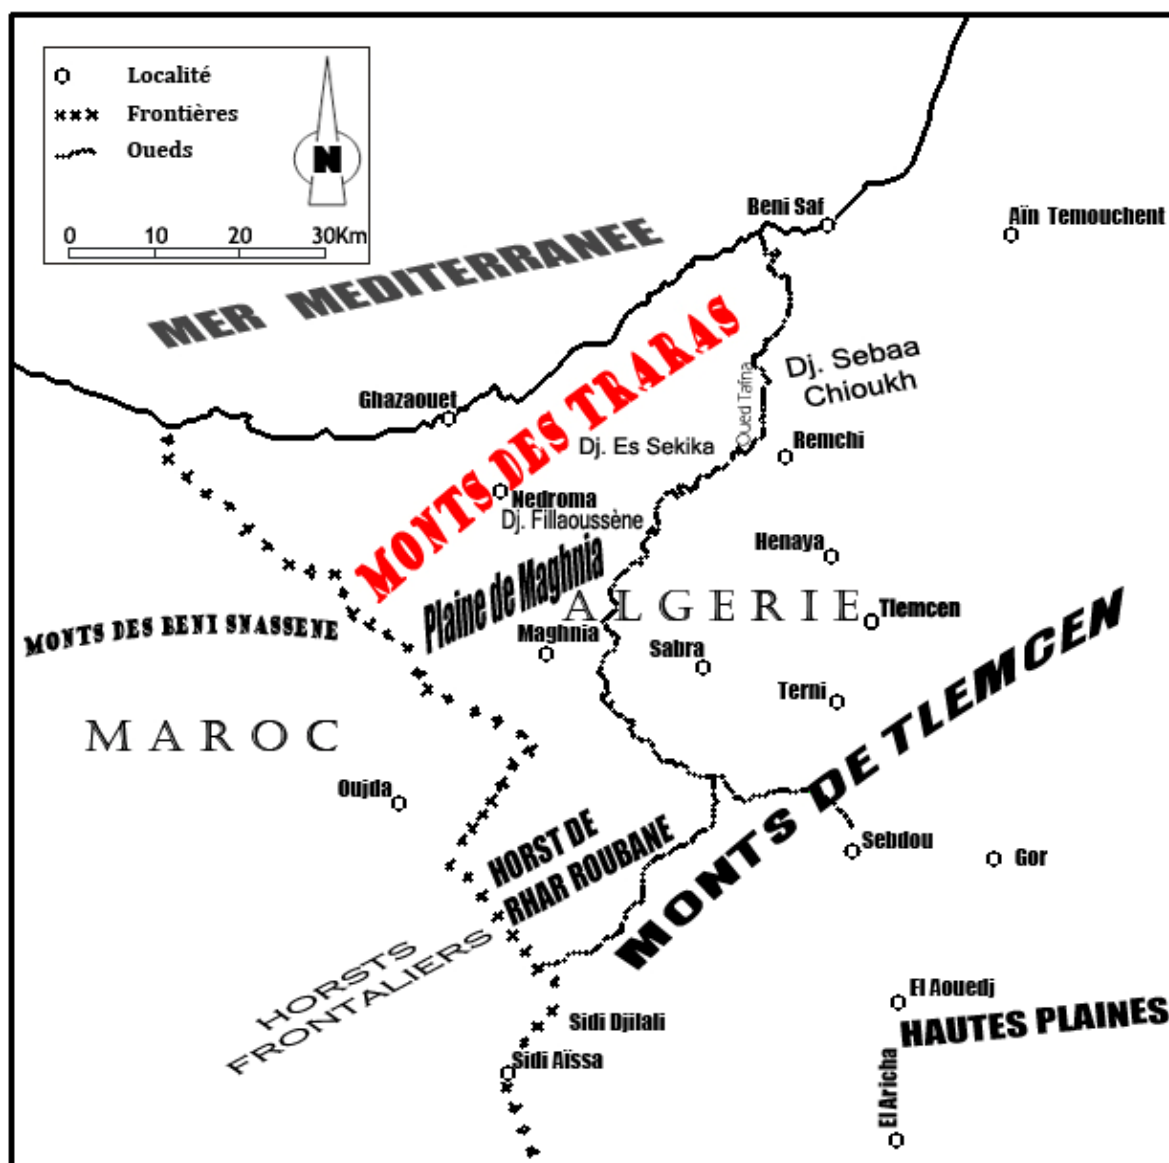 Localité
Frontières
Oueds
N
0 10 20 30Km
MER MEDITERRANEE
Beni Saf
Aïn Temouchent
MONTS DES TRARAS
Dj. Sebaa
Chioukh
Oued Tafna
Ghazaouet
Dj. Es Sekika
Remchi
Nedroma
Dj. Fillaoussène
Henaya
Plaine de Maghnia
ALGERIE
Tlemcen
MONTS DES BENI SNASSENE
Maghnia
Sabra
Terni
MAROC
MONTS DE TLEMCEN
Oujda
HORST DE
RHAR ROUBANE
Sebdou
Gor
HORSTS
FRONTALIERS
El Aouedj
HAUTES PLAINES
Sidi Djilali
Sidi Aïssa
El Aricha